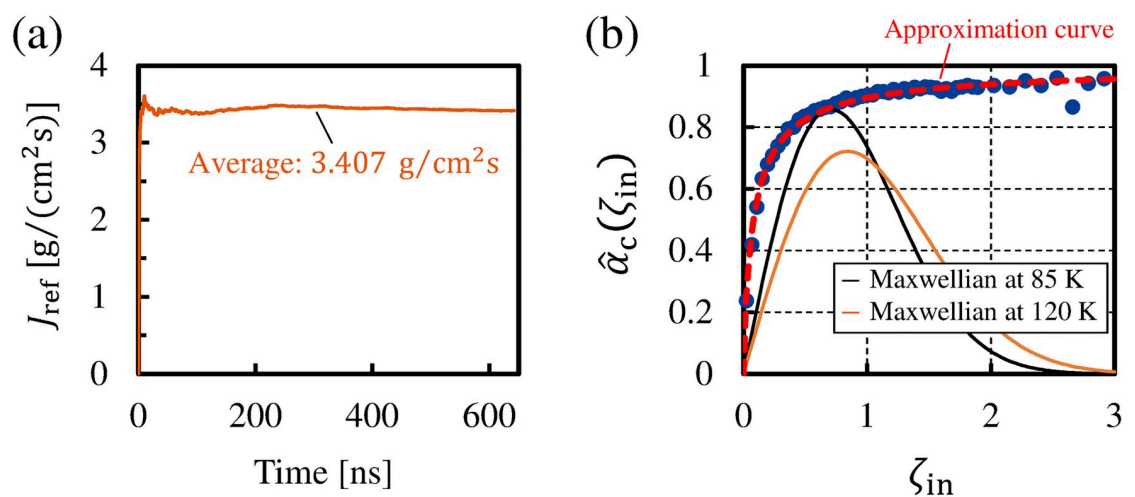 (a)
4
3
2
1
0
J_ref [g/(cm²s)]
Average: 3.407 g/cm²s
0
200
400
600
Time [ns]
(b)
Approximation curve
1
0.8
0.6
0.4
0.2
0
α̂_c(ζ_in)
Maxwellian at 85 K
Maxwellian at 120 K
0
1
2
3
ζ_in